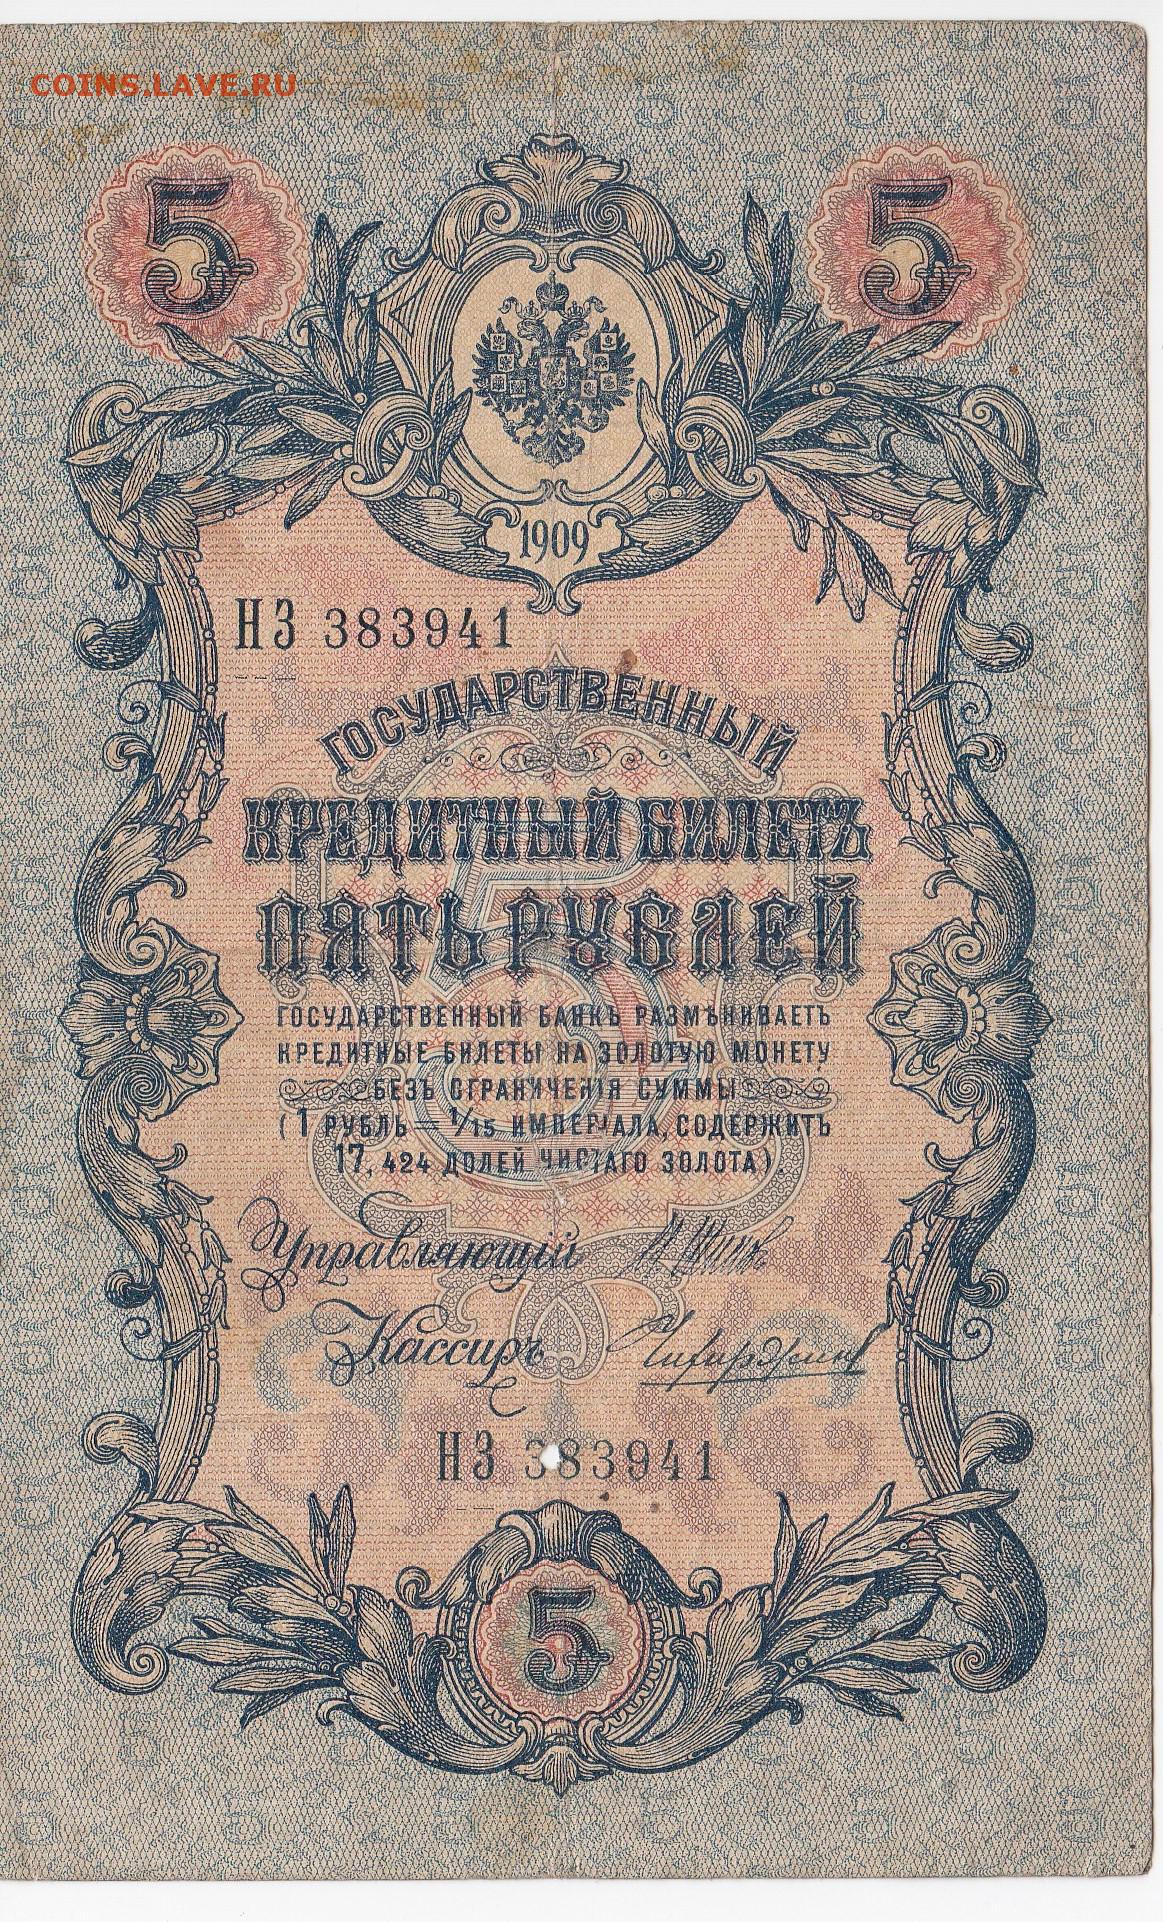 COINS.LAVE.RU
5 5
1909
НЗ 383941
ГОСУДАРСТВЕННЫЙ
КРЕДИТНЫЙ БИЛЕТЪ
ПЯТЬ РУБЛЕЙ
5
ГОСУДАРСТВЕННЫЙ БАНКЪ РАЗМѢНИВАЕТЪ
КРЕДИТНЫЕ БИЛЕТЫ НА ЗОЛОТУЮ МОНЕТУ
БЕЗЪ ОГРАНИЧЕНІЯ СУММЫ
(1 РУБЛЬ = 1/15 ИМПЕРІАЛА, СОДЕРЖИТЪ
17,424 ДОЛЕЙ ЧИСТАГО ЗОЛОТА)
Управляющій
Кассиръ
НЗ 383941
5